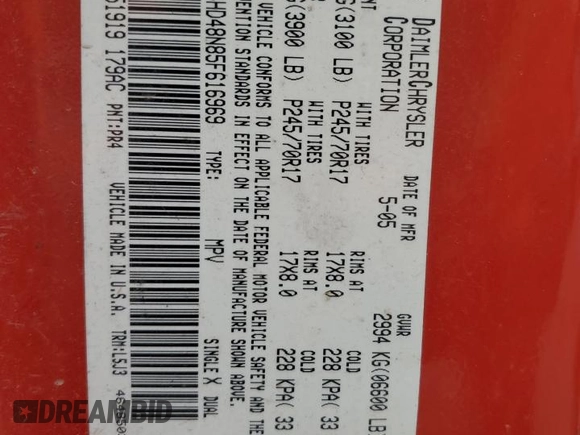 DAIMLERCHRYSLER CORPORATION
DATE OF MFR 5-05
GVWR 2994 KG(06600 LB)
G(3100 LB) WITH TIRES P245/70R17 RIMS AT 17X8.0 COLD 228 KPA( 33
G(3900 LB) WITH TIRES P245/70R17 RIMS AT 17X8.0 COLD 228 KPA( 33
VEHICLE CONFORMS TO ALL APPLICABLE FEDERAL MOTOR VEHICLE SAFETY AND THE
STANDARDS IN EFFECT ON THE DATE OF MANUFACTURE SHOWN ABOVE.
HD48N85F616969 TYPE: MPV SINGLE X DUAL
179AC PNT:PR4 VEHICLE MADE IN U.S.A. TRM:L5J3
DREAMBID